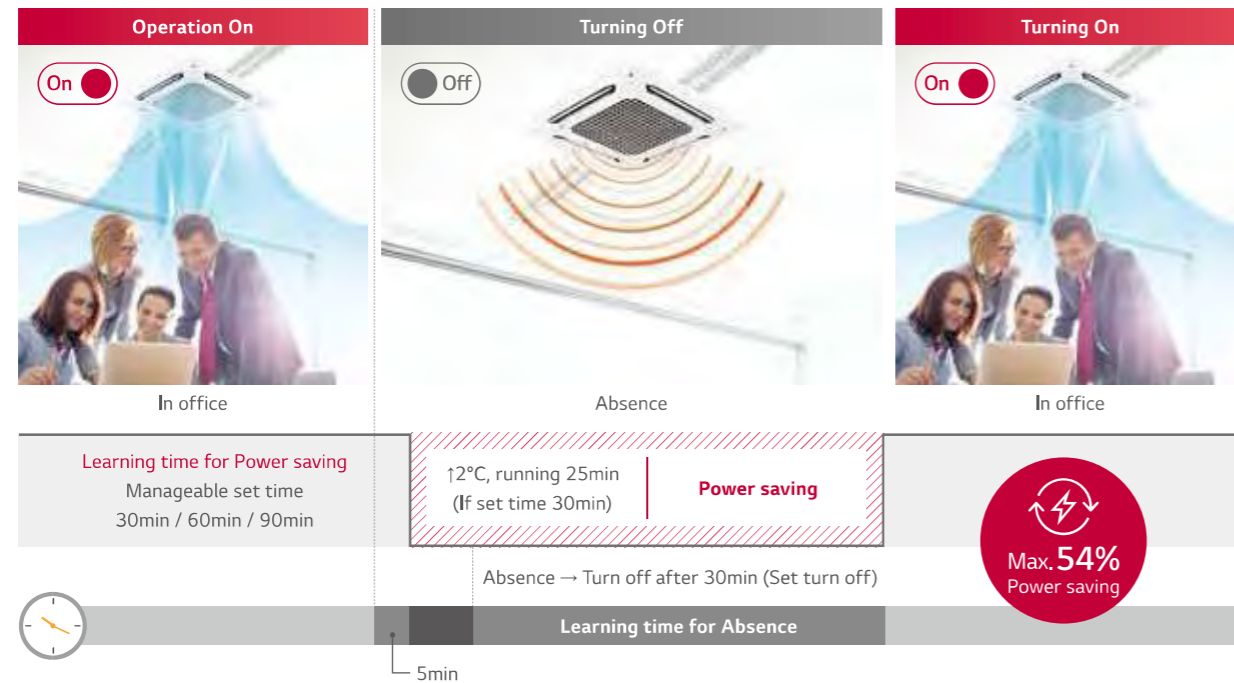 Operation On
Turning Off
Turning On
On
Off
On
In office
Absence
In office
Learning time for Power saving
Manageable set time
30min / 60min / 90min
↑2°C, running 25min
(If set time 30min)
Power saving
Max. 54%
Power saving
Absence → Turn off after 30min (Set turn off)
Learning time for Absence
5min